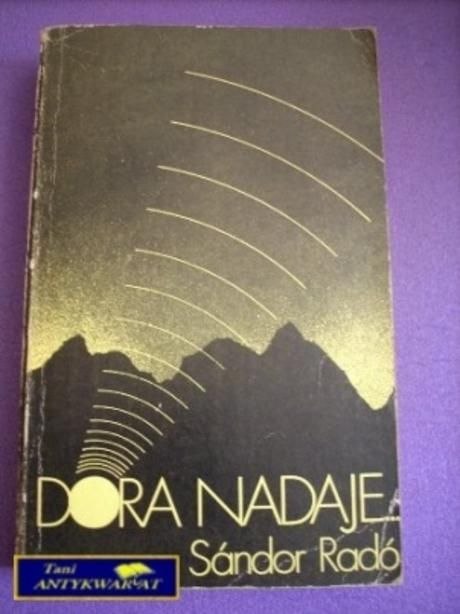 DORA NADAJE...
Sándor Radó
Tani
ANTYKWARIAT